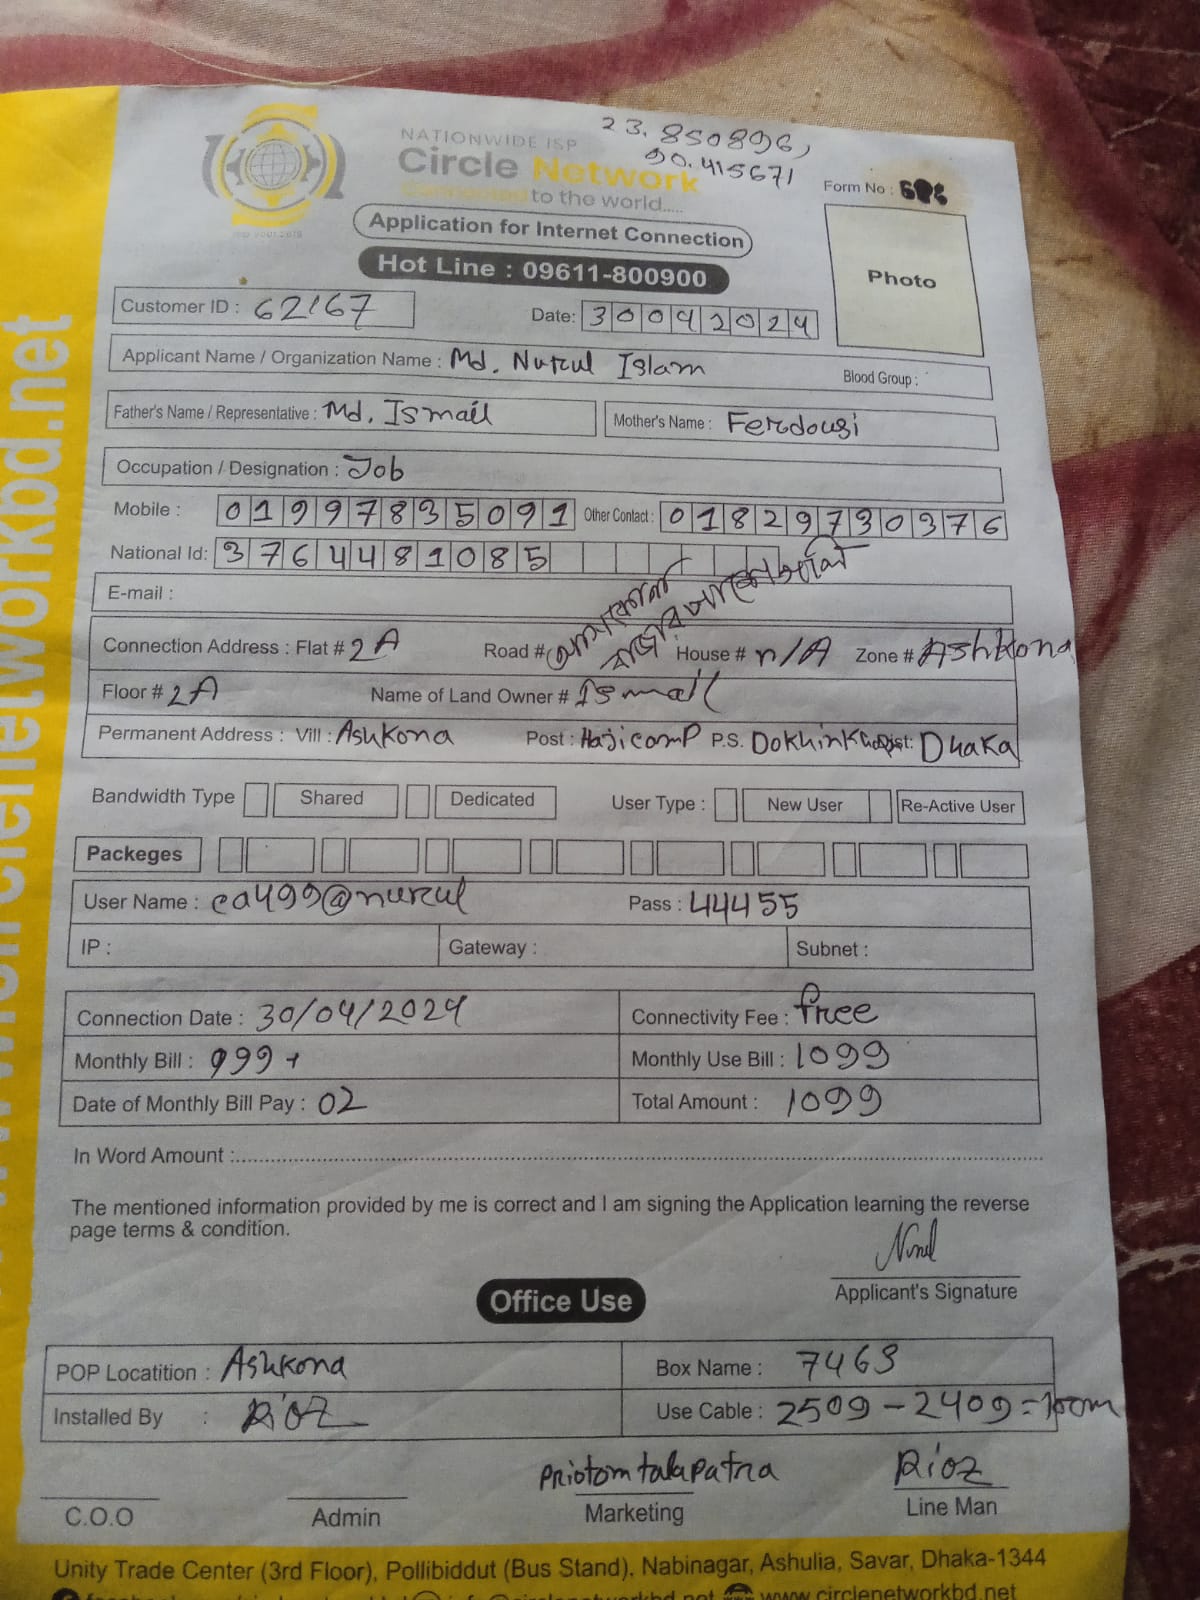 23.850896,
90.415671
NATIONWIDE ISP
Circle Network
Connected to the world.....
Form No :
Application for Internet Connection
Hot Line : 09611-800900
Photo
Customer ID : 62167
Date: 30042024
Applicant Name / Organization Name : Md. Nurul Islam
Blood Group :
Father's Name / Representative : Md. Ismail
Mother's Name : Ferdousi
Occupation / Designation : Job
Mobile : 01997835091 Other Contact : 01829730376
National Id: 3764481085
E-mail :
Connection Address : Flat # 2A Road # House # n/A Zone # Ashkona
Floor # 2A Name of Land Owner # Ismail
Permanent Address : Vill : Ashkona Post : Hajicamp P.S. Dokhinkhan Dist: Dhaka
Bandwidth Type Shared Dedicated User Type : New User Re-Active User
Packeges
User Name : ca499@nurul Pass : 44455
IP : Gateway : Subnet :
Connection Date : 30/04/2024 Connectivity Fee : free
Monthly Bill : 999+ Monthly Use Bill : 1099
Date of Monthly Bill Pay : 02 Total Amount : 1099
In Word Amount :
The mentioned information provided by me is correct and I am signing the Application learning the reverse
page terms & condition.
Applicant's Signature
Office Use
POP Locatition : Ashkona Box Name : 7463
Installed By : Rioz Use Cable : 2509-2409=100m
Priotom talapatra Rioz
C.O.O Admin Marketing Line Man
Unity Trade Center (3rd Floor), Pollibiddut (Bus Stand), Nabinagar, Ashulia, Savar, Dhaka-1344
www.circlenetworkbd.net